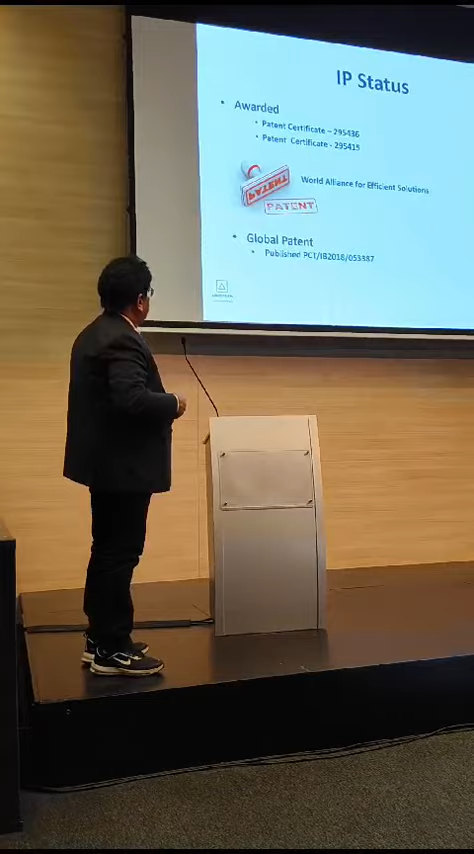 IP Status
• Awarded
• Patent Certificate – 295436
• Patent Certificate - 295415
PATENT
World Alliance for Efficient Solutions
PATENT
• Global Patent
• Published PCT/IB2018/053387